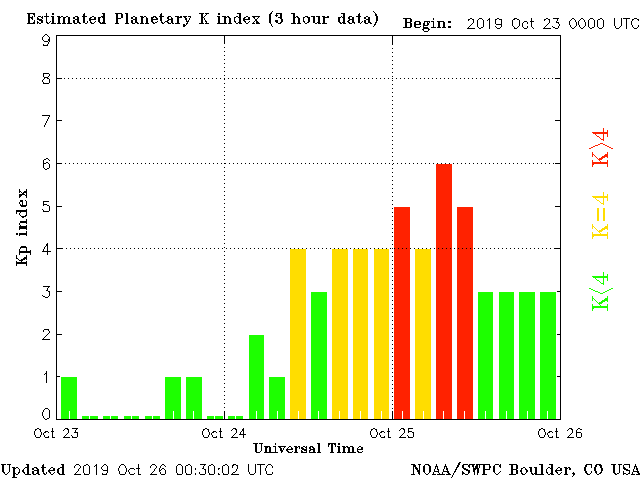 Estimated Planetary K index (3 hour data)
Begin: 2019 Oct 23 0000 UTC
9
8
7
6
5
4
3
2
1
0
Kp index
K>4
K=4
K<4
Oct 23
Oct 24
Oct 25
Oct 26
Universal Time
Updated 2019 Oct 26 00:30:02 UTC
NOAA/SWPC Boulder, CO USA